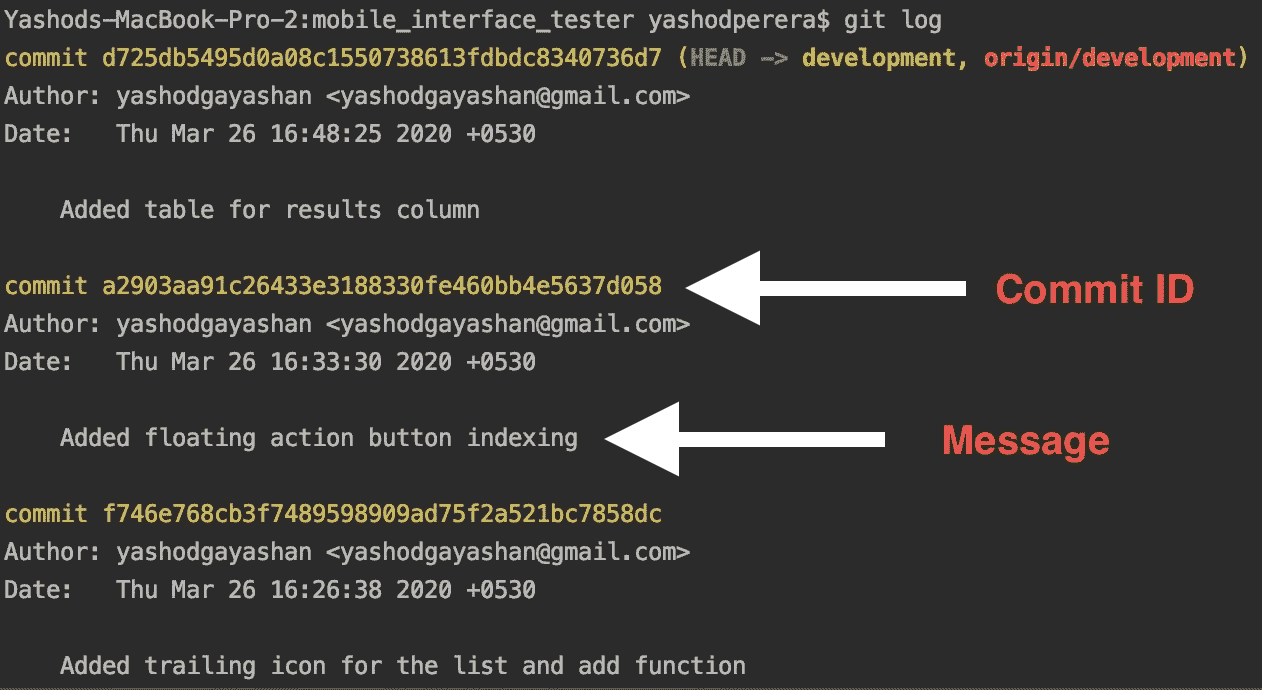 Yashods-MacBook-Pro-2:mobile_interface_tester yashodperera$ git log
commit d725db5495d0a08c1550738613fdbdc8340736d7 (HEAD -> development, origin/development)
Author: yashodgayashan <yashodgayashan@gmail.com>
Date:   Thu Mar 26 16:48:25 2020 +0530
    Added table for results column
commit a2903aa91c26433e3188330fe460bb4e5637d058 Commit ID
Author: yashodgayashan <yashodgayashan@gmail.com>
Date:   Thu Mar 26 16:33:30 2020 +0530
    Added floating action button indexing Message
commit f746e768cb3f7489598909ad75f2a521bc7858dc
Author: yashodgayashan <yashodgayashan@gmail.com>
Date:   Thu Mar 26 16:26:38 2020 +0530
    Added trailing icon for the list and add function